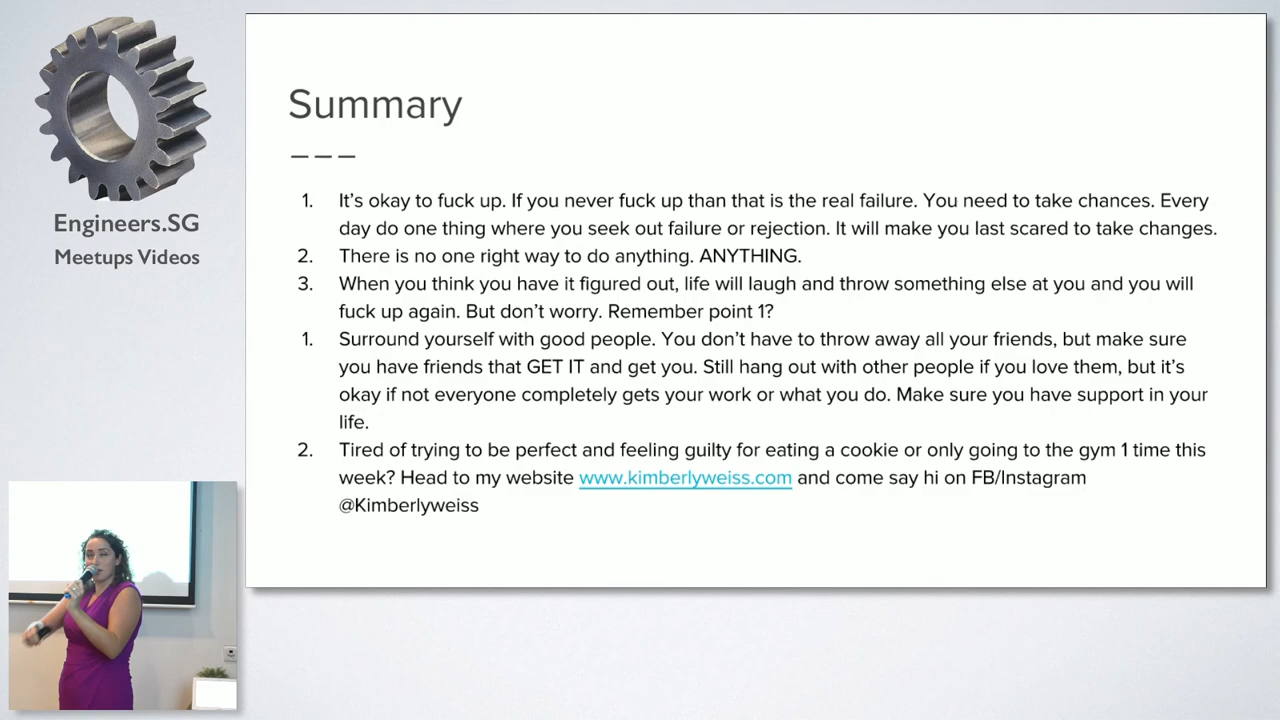 Engineers.SG
Meetups Videos
Summary
1. It's okay to fuck up. If you never fuck up than that is the real failure. You need to take chances. Every
day do one thing where you seek out failure or rejection. It will make you last scared to take changes.
2. There is no one right way to do anything. ANYTHING.
3. When you think you have it figured out, life will laugh and throw something else at you and you will
fuck up again. But don't worry. Remember point 1?
1. Surround yourself with good people. You don't have to throw away all your friends, but make sure
you have friends that GET IT and get you. Still hang out with other people if you love them, but it's
okay if not everyone completely gets your work or what you do. Make sure you have support in your
life.
2. Tired of trying to be perfect and feeling guilty for eating a cookie or only going to the gym 1 time this
week? Head to my website www.kimberlyweiss.com and come say hi on FB/Instagram
@Kimberlyweiss